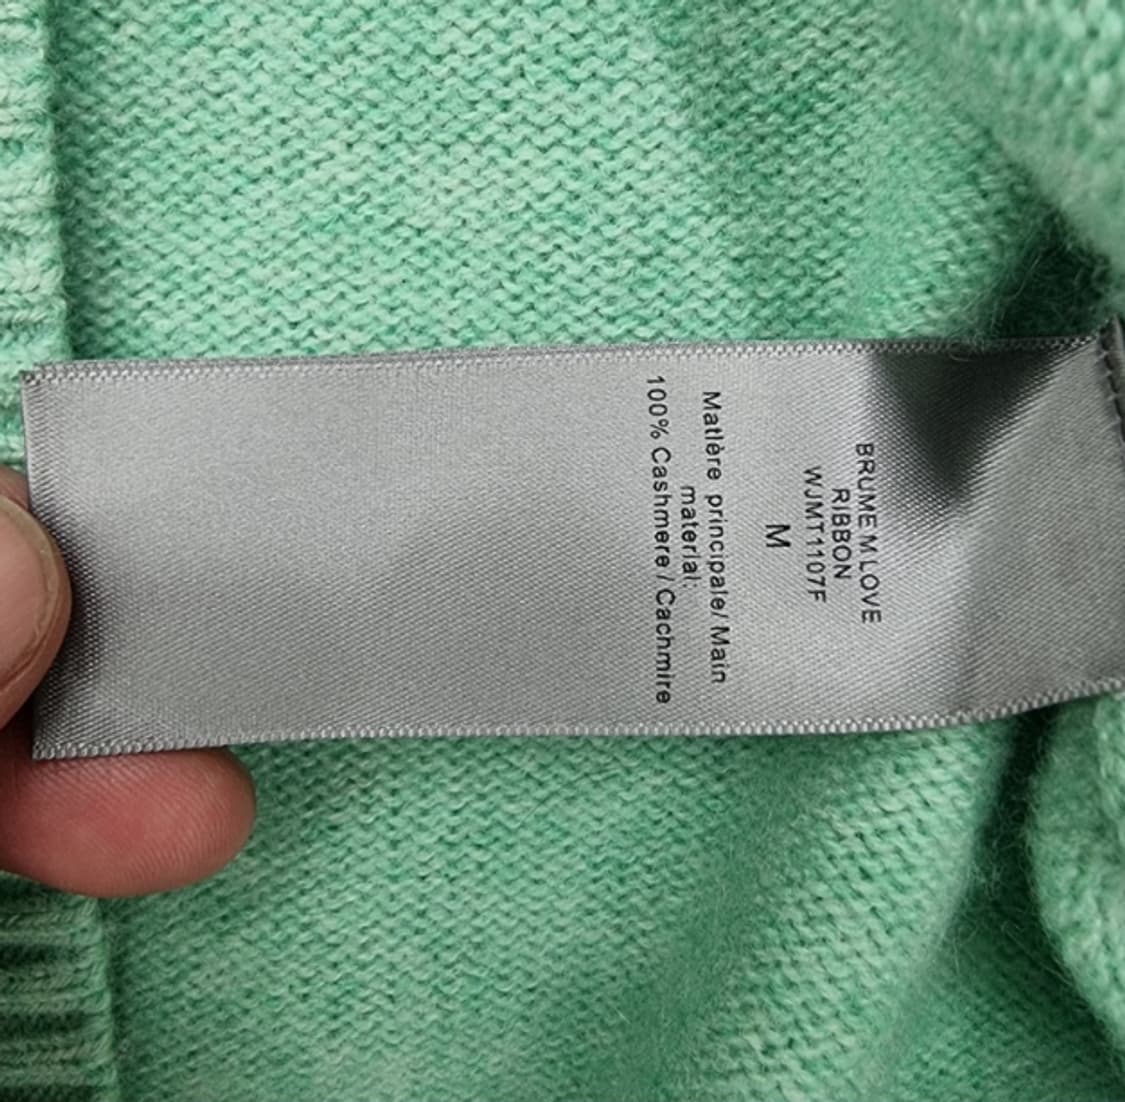 BRUME M LOVE
RIBBON
WJMT1107F
M
Matière principale/Main
material:
100% Cashmere/Cachmire